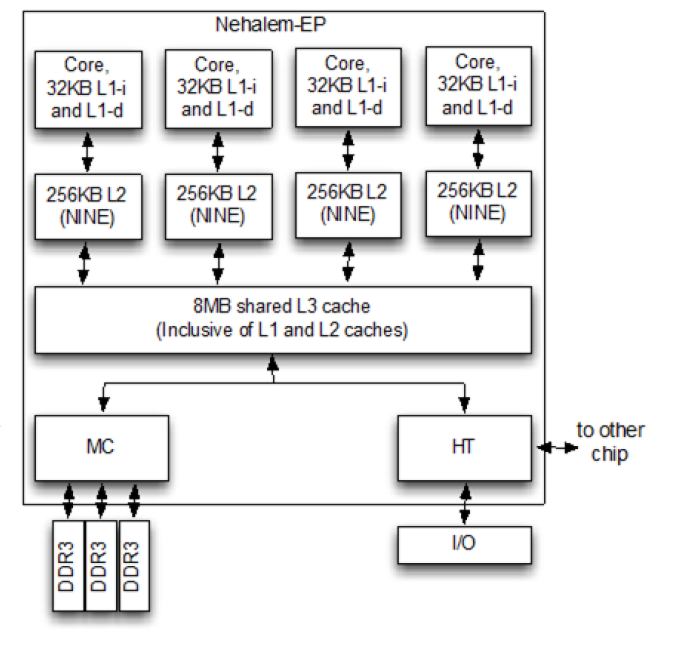 Nehalem-EP
Core,
32KB L1-i
and L1-d
Core,
32KB L1-i
and L1-d
Core,
32KB L1-i
and L1-d
Core,
32KB L1-i
and L1-d
256KB L2
(NINE)
256KB L2
(NINE)
256KB L2
(NINE)
256KB L2
(NINE)
8MB shared L3 cache
(Inclusive of L1 and L2 caches)
MC
HT
to other
chip
DDR3
DDR3
DDR3
I/O